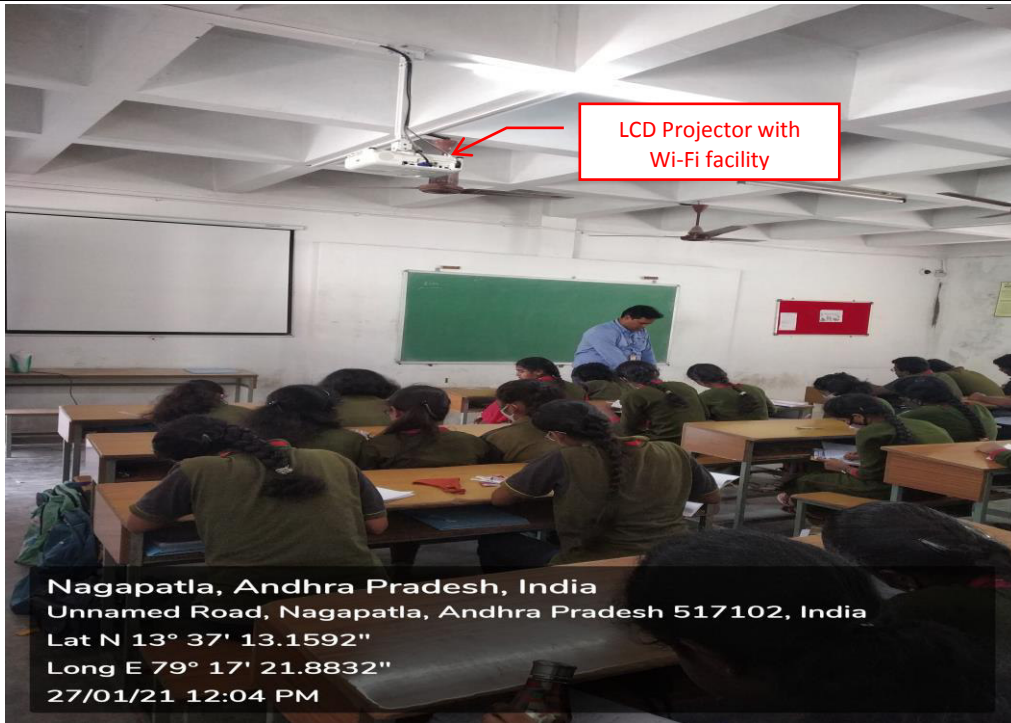 LCD Projector with
Wi-Fi facility
Nagapatla, Andhra Pradesh, India
Unnamed Road, Nagapatla, Andhra Pradesh 517102, India
Lat N 13° 37' 13.1592"
Long E 79° 17' 21.8832"
27/01/21 12:04 PM